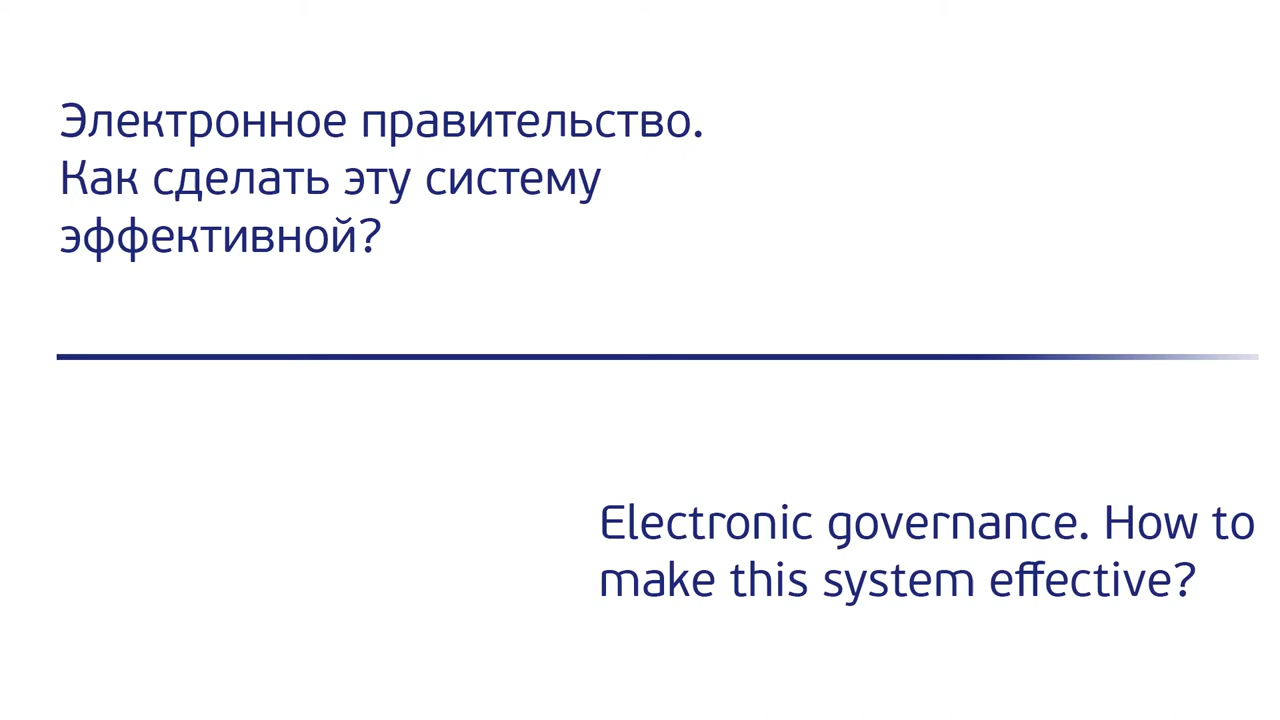 Электронное правительство.
Как сделать эту систему
эффективной?
Electronic governance. How to
make this system effective?